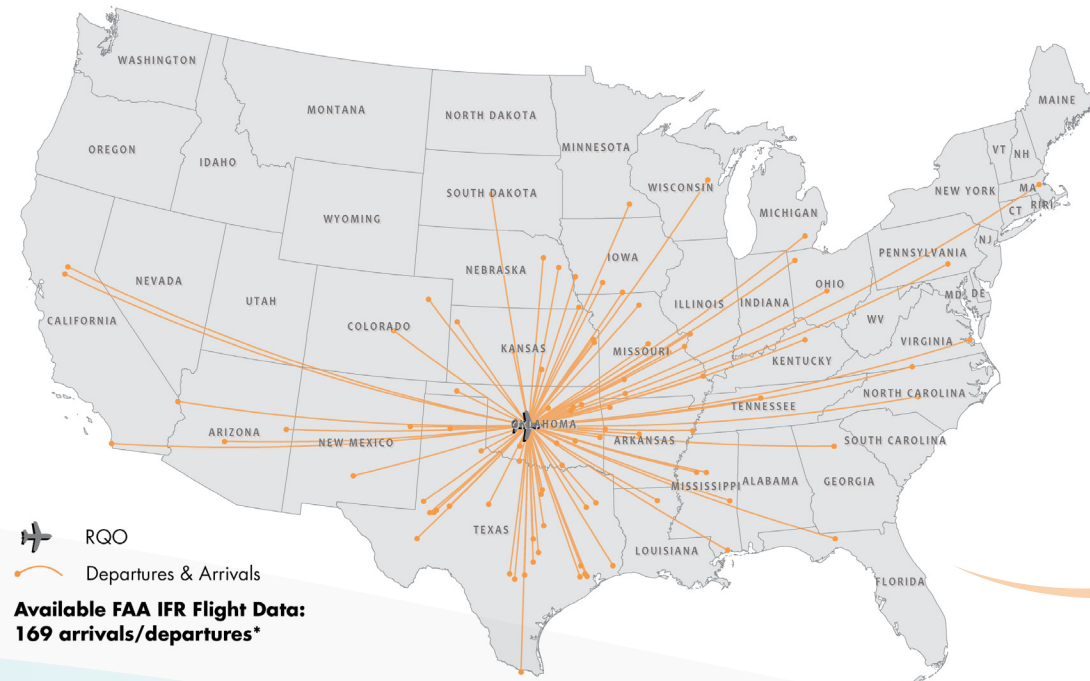 WASHINGTON
MAINE
MONTANA
NORTH DAKOTA
OREGON
MINNESOTA
VT
NH
IDAHO
WISCONSIN
SOUTH DAKOTA
NEW YORK
MA
WYOMING
MICHIGAN
CT
RIRI
NJ
PENNSYLVANIA
IOWA
NEBRASKA
NEVADA
OHIO
UTAH
ILLINOIS
INDIANA
MD
DE
CALIFORNIA
COLORADO
WV
VIRGINIA
KANSAS
MISSOURI
KENTUCKY
NORTH CAROLINA
TENNESSEE
OKLAHOMA
ARIZONA
NEW MEXICO
ARKANSAS
SOUTH CAROLINA
MISSISSIPPI
ALABAMA
GEORGIA
TEXAS
LOUISIANA
FLORIDA
RQO
Departures & Arrivals
Available FAA IFR Flight Data:
169 arrivals/departures*